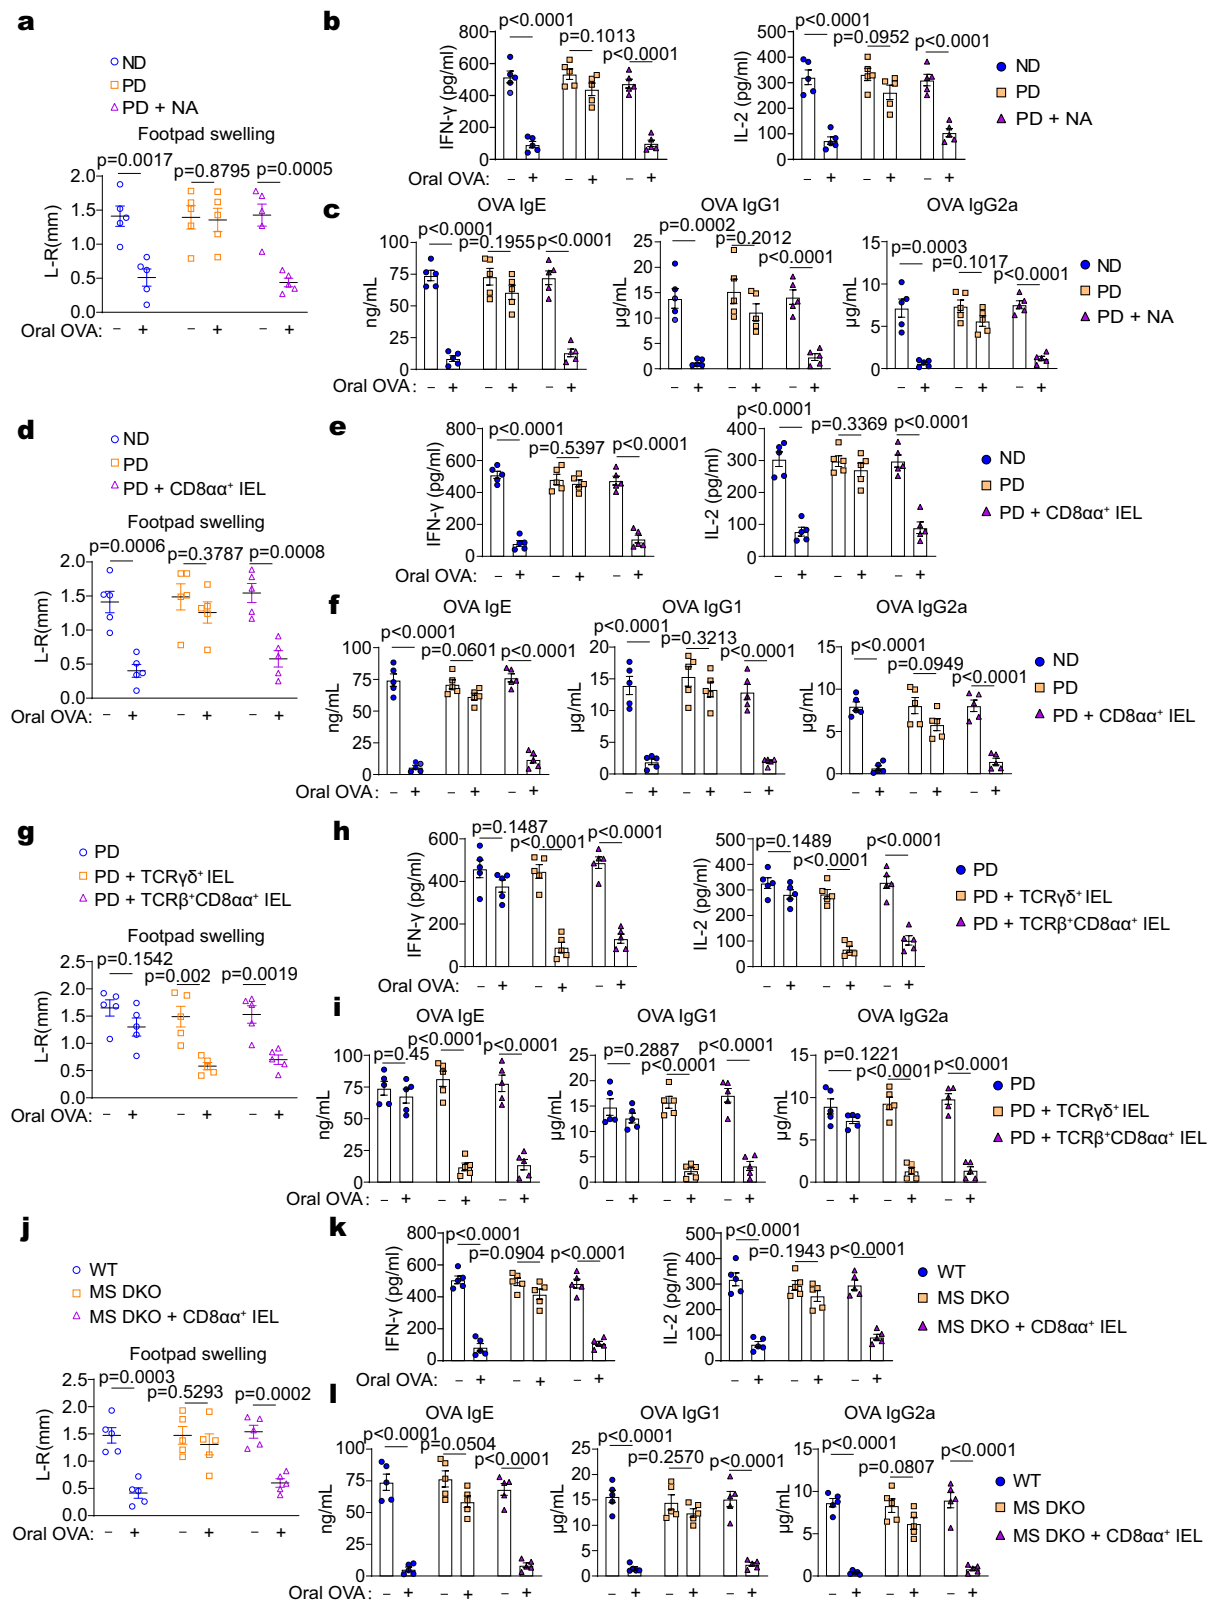 a
ND
PD
PD + NA
Footpad swelling
p=0.0017 p=0.8795 p=0.0005
L-R(mm)
2.0
1.5
1.0
0.5
0.0
Oral OVA: – + – + – +
b
p<0.0001 p=0.1013 p<0.0001
IFN-γ (pg/ml)
800
600
400
200
0
Oral OVA: – + – + – +
p<0.0001 p=0.0952 p<0.0001
IL-2 (pg/ml)
500
400
300
200
100
0
– + – + – +
ND
PD
PD + NA
c
OVA IgE
p<0.0001 p=0.1955 p<0.0001
ng/mL
100
75
50
25
0
Oral OVA: – + – + – +
OVA IgG1
p=0.0002 p=0.2012 p<0.0001
µg/mL
25
20
15
10
5
0
– + – + – +
OVA IgG2a
p=0.0003 p=0.1017 p<0.0001
µg/mL
15
10
5
0
– + – + – +
ND
PD
PD + NA
d
ND
PD
PD + CD8αα⁺ IEL
Footpad swelling
p=0.0006 p=0.3787 p=0.0008
L-R(mm)
2.0
1.5
1.0
0.5
0.0
Oral OVA: – + – + – +
e
p<0.0001 p=0.5397 p<0.0001
IFN-γ (pg/ml)
800
600
400
200
0
Oral OVA: – + – + – +
p<0.0001 p=0.3369 p<0.0001
IL-2 (pg/ml)
400
300
200
100
0
– + – + – +
ND
PD
PD + CD8αα⁺ IEL
f
OVA IgE
p<0.0001 p=0.0601 p<0.0001
ng/mL
100
75
50
25
0
Oral OVA: – + – + – +
OVA IgG1
p<0.0001 p=0.3213 p<0.0001
µg/mL
20
15
10
5
0
– + – + – +
OVA IgG2a
p<0.0001 p=0.0949 p<0.0001
µg/mL
15
10
5
0
– + – + – +
ND
PD
PD + CD8αα⁺ IEL
g
PD
PD + TCRγδ⁺ IEL
PD + TCRβ⁺CD8αα⁺ IEL
Footpad swelling
p=0.1542 p=0.002 p=0.0019
L-R(mm)
2.5
2.0
1.5
1.0
0.5
0.0
Oral OVA: – + – + – +
h
p=0.1487 p<0.0001 p<0.0001
IFN-γ (pg/ml)
600
400
200
0
Oral OVA: – + – + – +
p=0.1489 p<0.0001 p<0.0001
IL-2 (pg/ml)
500
400
300
200
100
0
– + – + – +
PD
PD + TCRγδ⁺ IEL
PD + TCRβ⁺CD8αα⁺ IEL
i
OVA IgE
p=0.45 p<0.0001 p<0.0001
ng/mL
100
75
50
25
0
Oral OVA: – + – + – +
OVA IgG1
p=0.2887 p<0.0001 p<0.0001
µg/mL
25
20
15
10
5
0
– + – + – +
OVA IgG2a
p=0.1221 p<0.0001 p<0.0001
µg/mL
15
10
5
0
– + – + – +
PD
PD + TCRγδ⁺ IEL
PD + TCRβ⁺CD8αα⁺ IEL
j
WT
MS DKO
MS DKO + CD8αα⁺ IEL
Footpad swelling
p=0.0003 p=0.5293 p=0.0002
L-R(mm)
2.5
2.0
1.5
1.0
0.5
0.0
Oral OVA: – + – + – +
k
p<0.0001 p=0.0904 p<0.0001
IFN-γ (pg/ml)
800
600
400
200
0
Oral OVA: – + – + – +
p<0.0001 p=0.1943 p<0.0001
IL-2 (pg/ml)
500
400
300
200
100
0
– + – + – +
WT
MS DKO
MS DKO + CD8αα⁺ IEL
l
OVA IgE
p<0.0001 p=0.0504 p<0.0001
ng/mL
100
75
50
25
0
Oral OVA: – + – + – +
OVA IgG1
p<0.0001 p=0.2570 p<0.0001
µg/mL
25
20
15
10
5
0
– + – + – +
OVA IgG2a
p<0.0001 p=0.0807 p<0.0001
µg/mL
15
10
5
0
– + – + – +
WT
MS DKO
MS DKO + CD8αα⁺ IEL